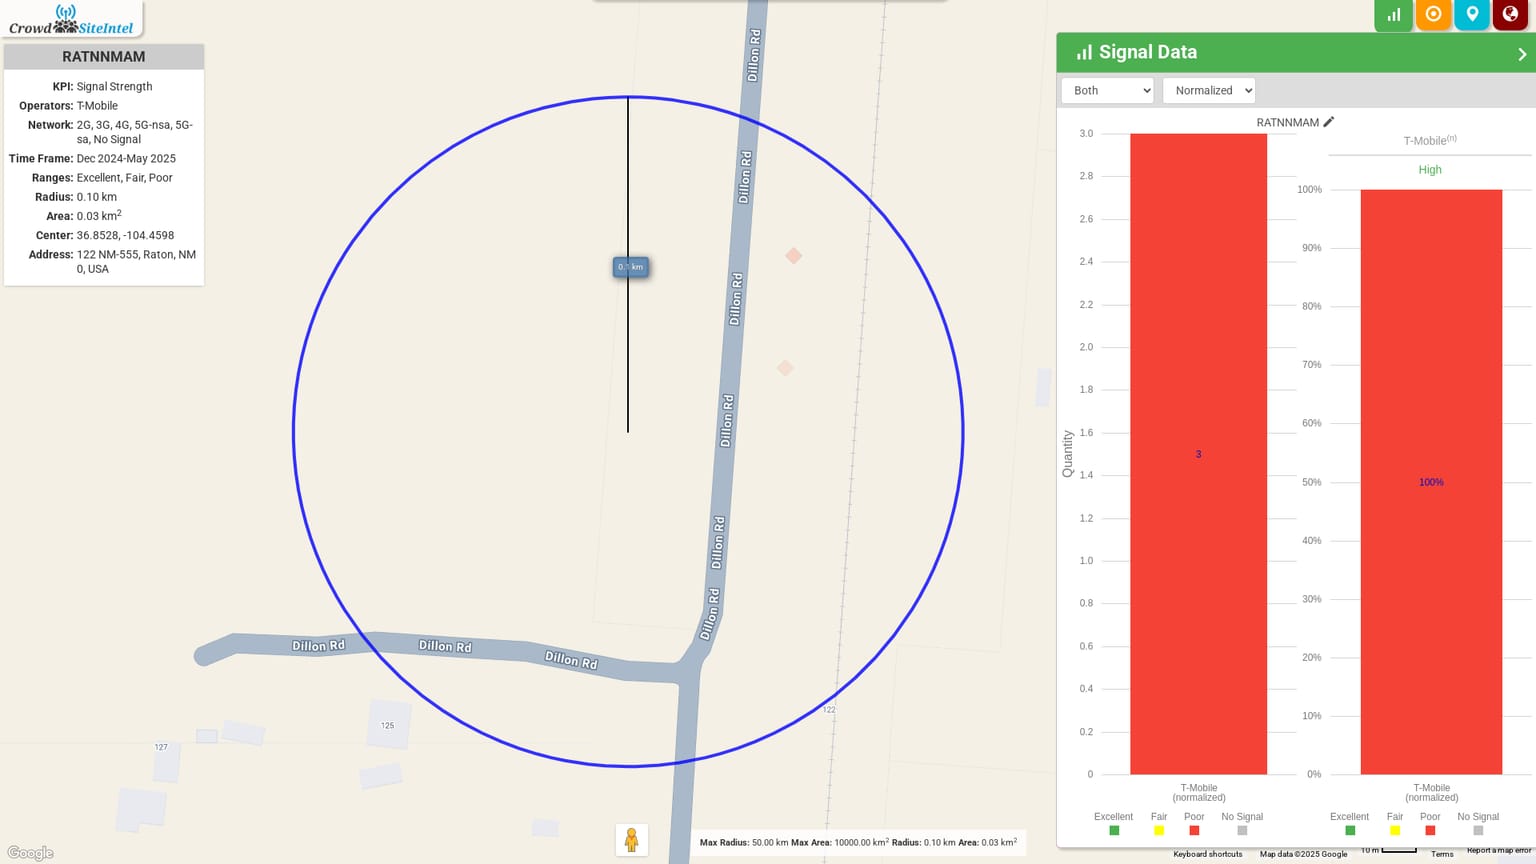 Crowd SiteIntel
RATNNMAM
KPI: Signal Strength
Operators: T-Mobile
Network: 2G, 3G, 4G, 5G-nsa, 5G-
sa, No Signal
Time Frame: Dec 2024-May 2025
Ranges: Excellent, Fair, Poor
Radius: 0.10 km
Area: 0.03 km²
Center: 36.8528, -104.4598
Address: 122 NM-555, Raton, NM
0, USA
Dillon Rd
Dillon Rd
Dillon Rd
Dillon Rd
Dillon Rd
Dillon Rd
Dillon Rd
Dillon Rd
Dillon Rd
0.1 km
122
125
127
Google
Max Radius: 50.00 km Max Area: 10000.00 km² Radius: 0.10 km Area: 0.03 km²
Signal Data
Both
Normalized
RATNNMAM
3.0
2.8
2.6
2.4
2.2
2.0
1.8
1.6
1.4
1.2
1.0
0.8
0.6
0.4
0.2
0
Quantity
3
T-Mobile
(normalized)
Excellent Fair Poor No Signal
T-Mobile(n)
High
100%
90%
80%
70%
60%
50%
40%
30%
20%
10%
0%
100%
T-Mobile
(normalized)
Excellent Fair Poor No Signal
Keyboard shortcuts Map data ©2025 Google 10 m Terms Report a map error